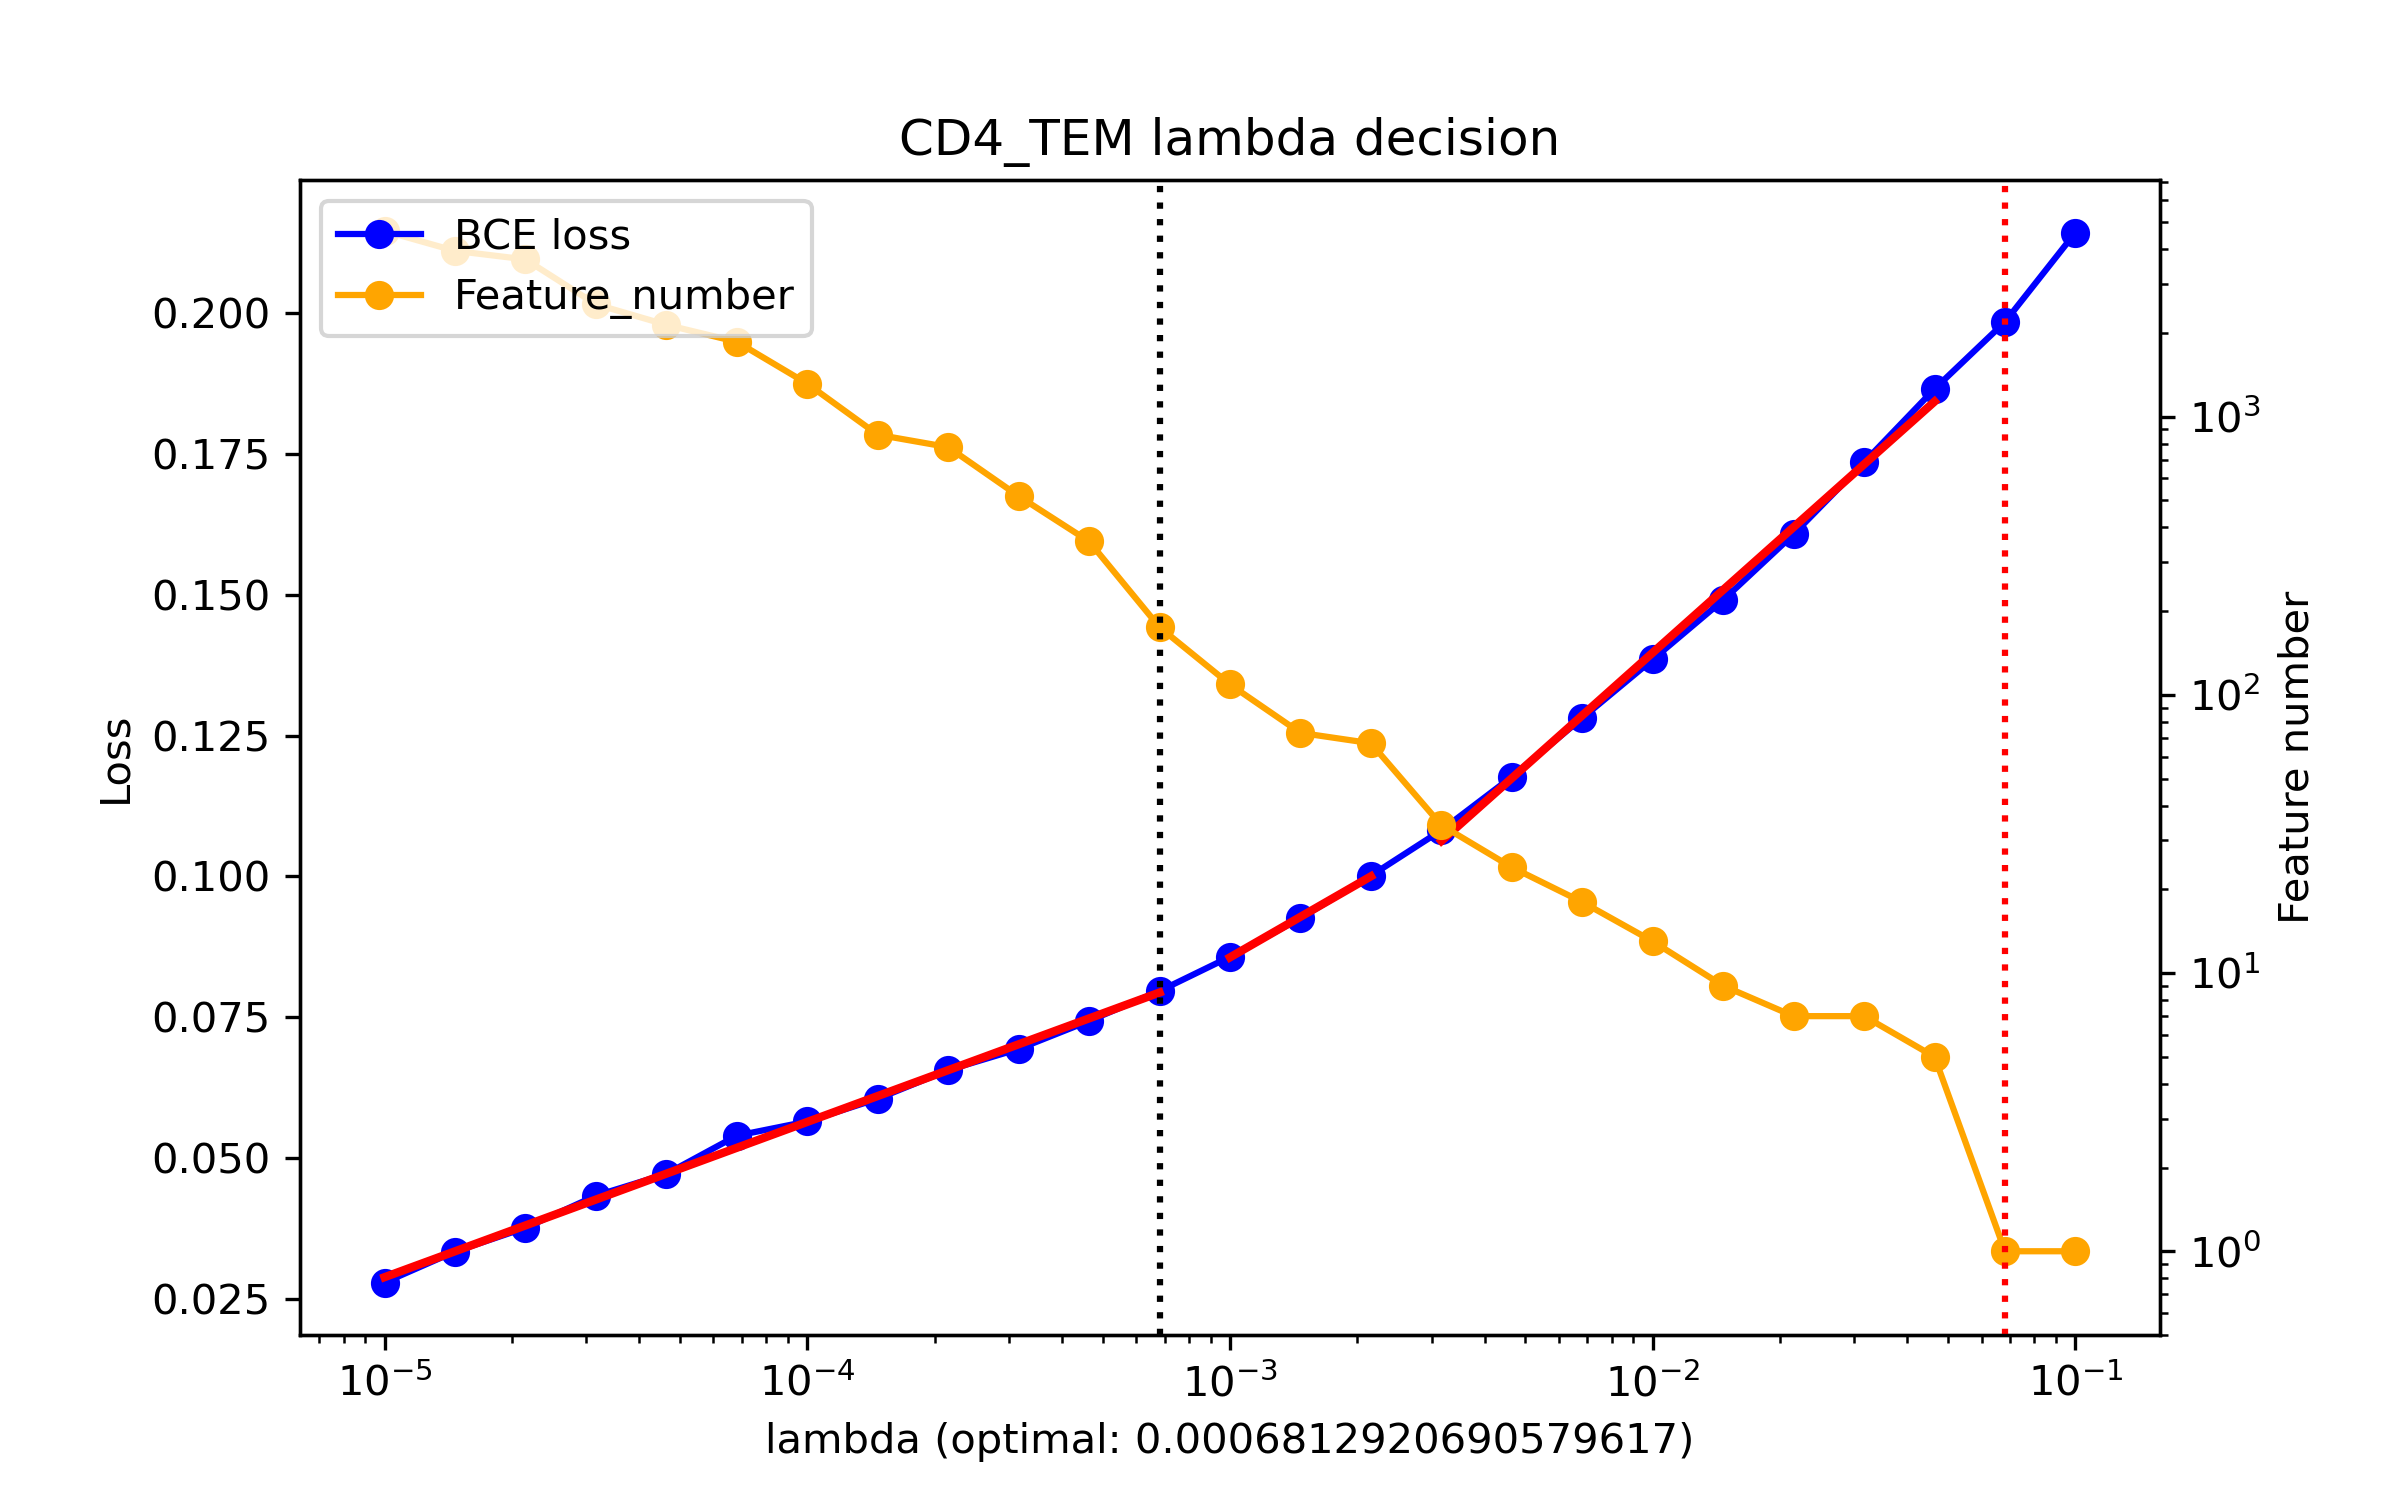 CD4_TEM lambda decision
BCE loss
Feature_number
0.200
0.175
0.150
0.125
0.100
0.075
0.050
0.025
Loss
10³
10²
10¹
10⁰
Feature number
10⁻⁵ 10⁻⁴ 10⁻³ 10⁻² 10⁻¹
lambda (optimal: 0.0006812920690579617)